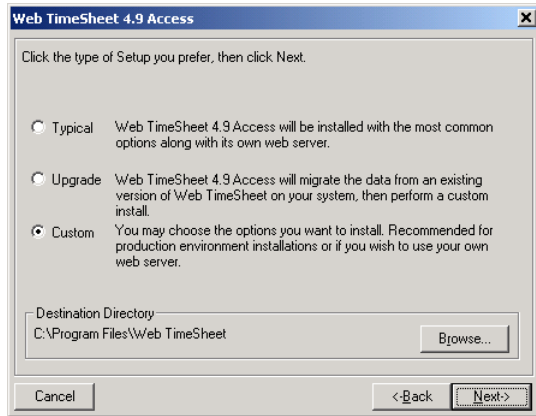 Web TimeSheet 4.9 Access
Click the type of Setup you prefer, then click Next.
Typical Web TimeSheet 4.9 Access will be installed with the most common
options along with its own web server.
Upgrade Web TimeSheet 4.9 Access will migrate the data from an existing
version of Web TimeSheet on your system, then perform a custom
install.
Custom You may choose the options you want to install. Recommended for
production environment installations or if you wish to use your own
web server.
Destination Directory
C:\Program Files\Web TimeSheet
Browse...
Cancel <-Back Next->